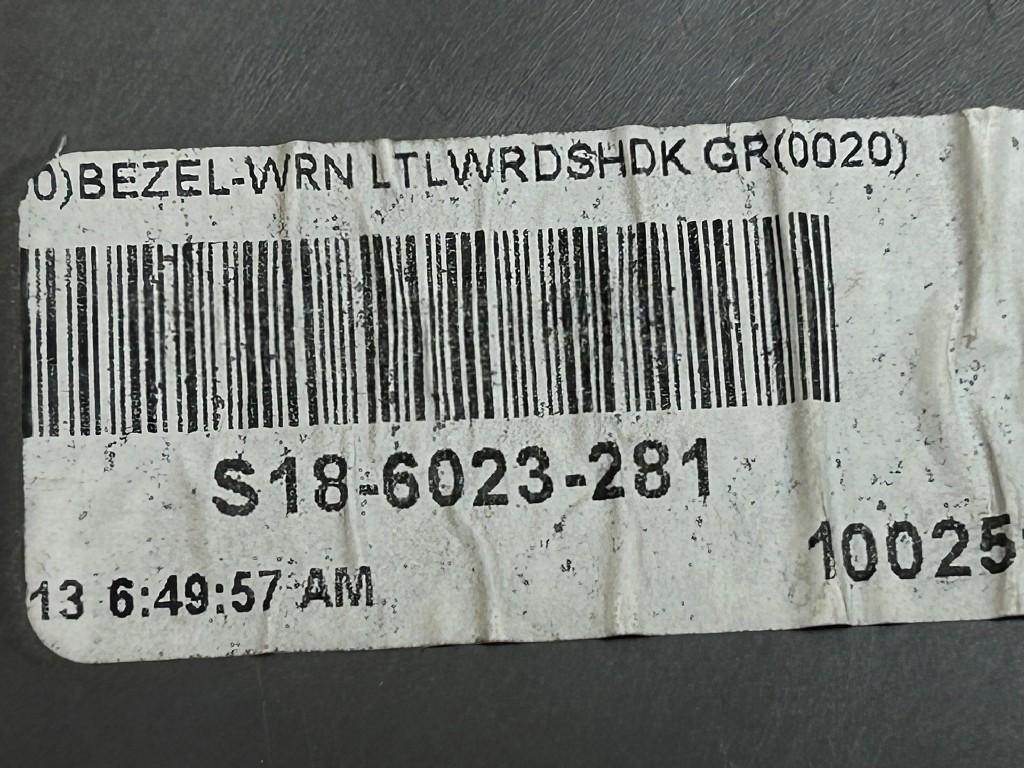 0)BEZEL-WRN LTLWRDSHDK GR(0020)
S18-6023-281
10025
13 6:49:57 AM